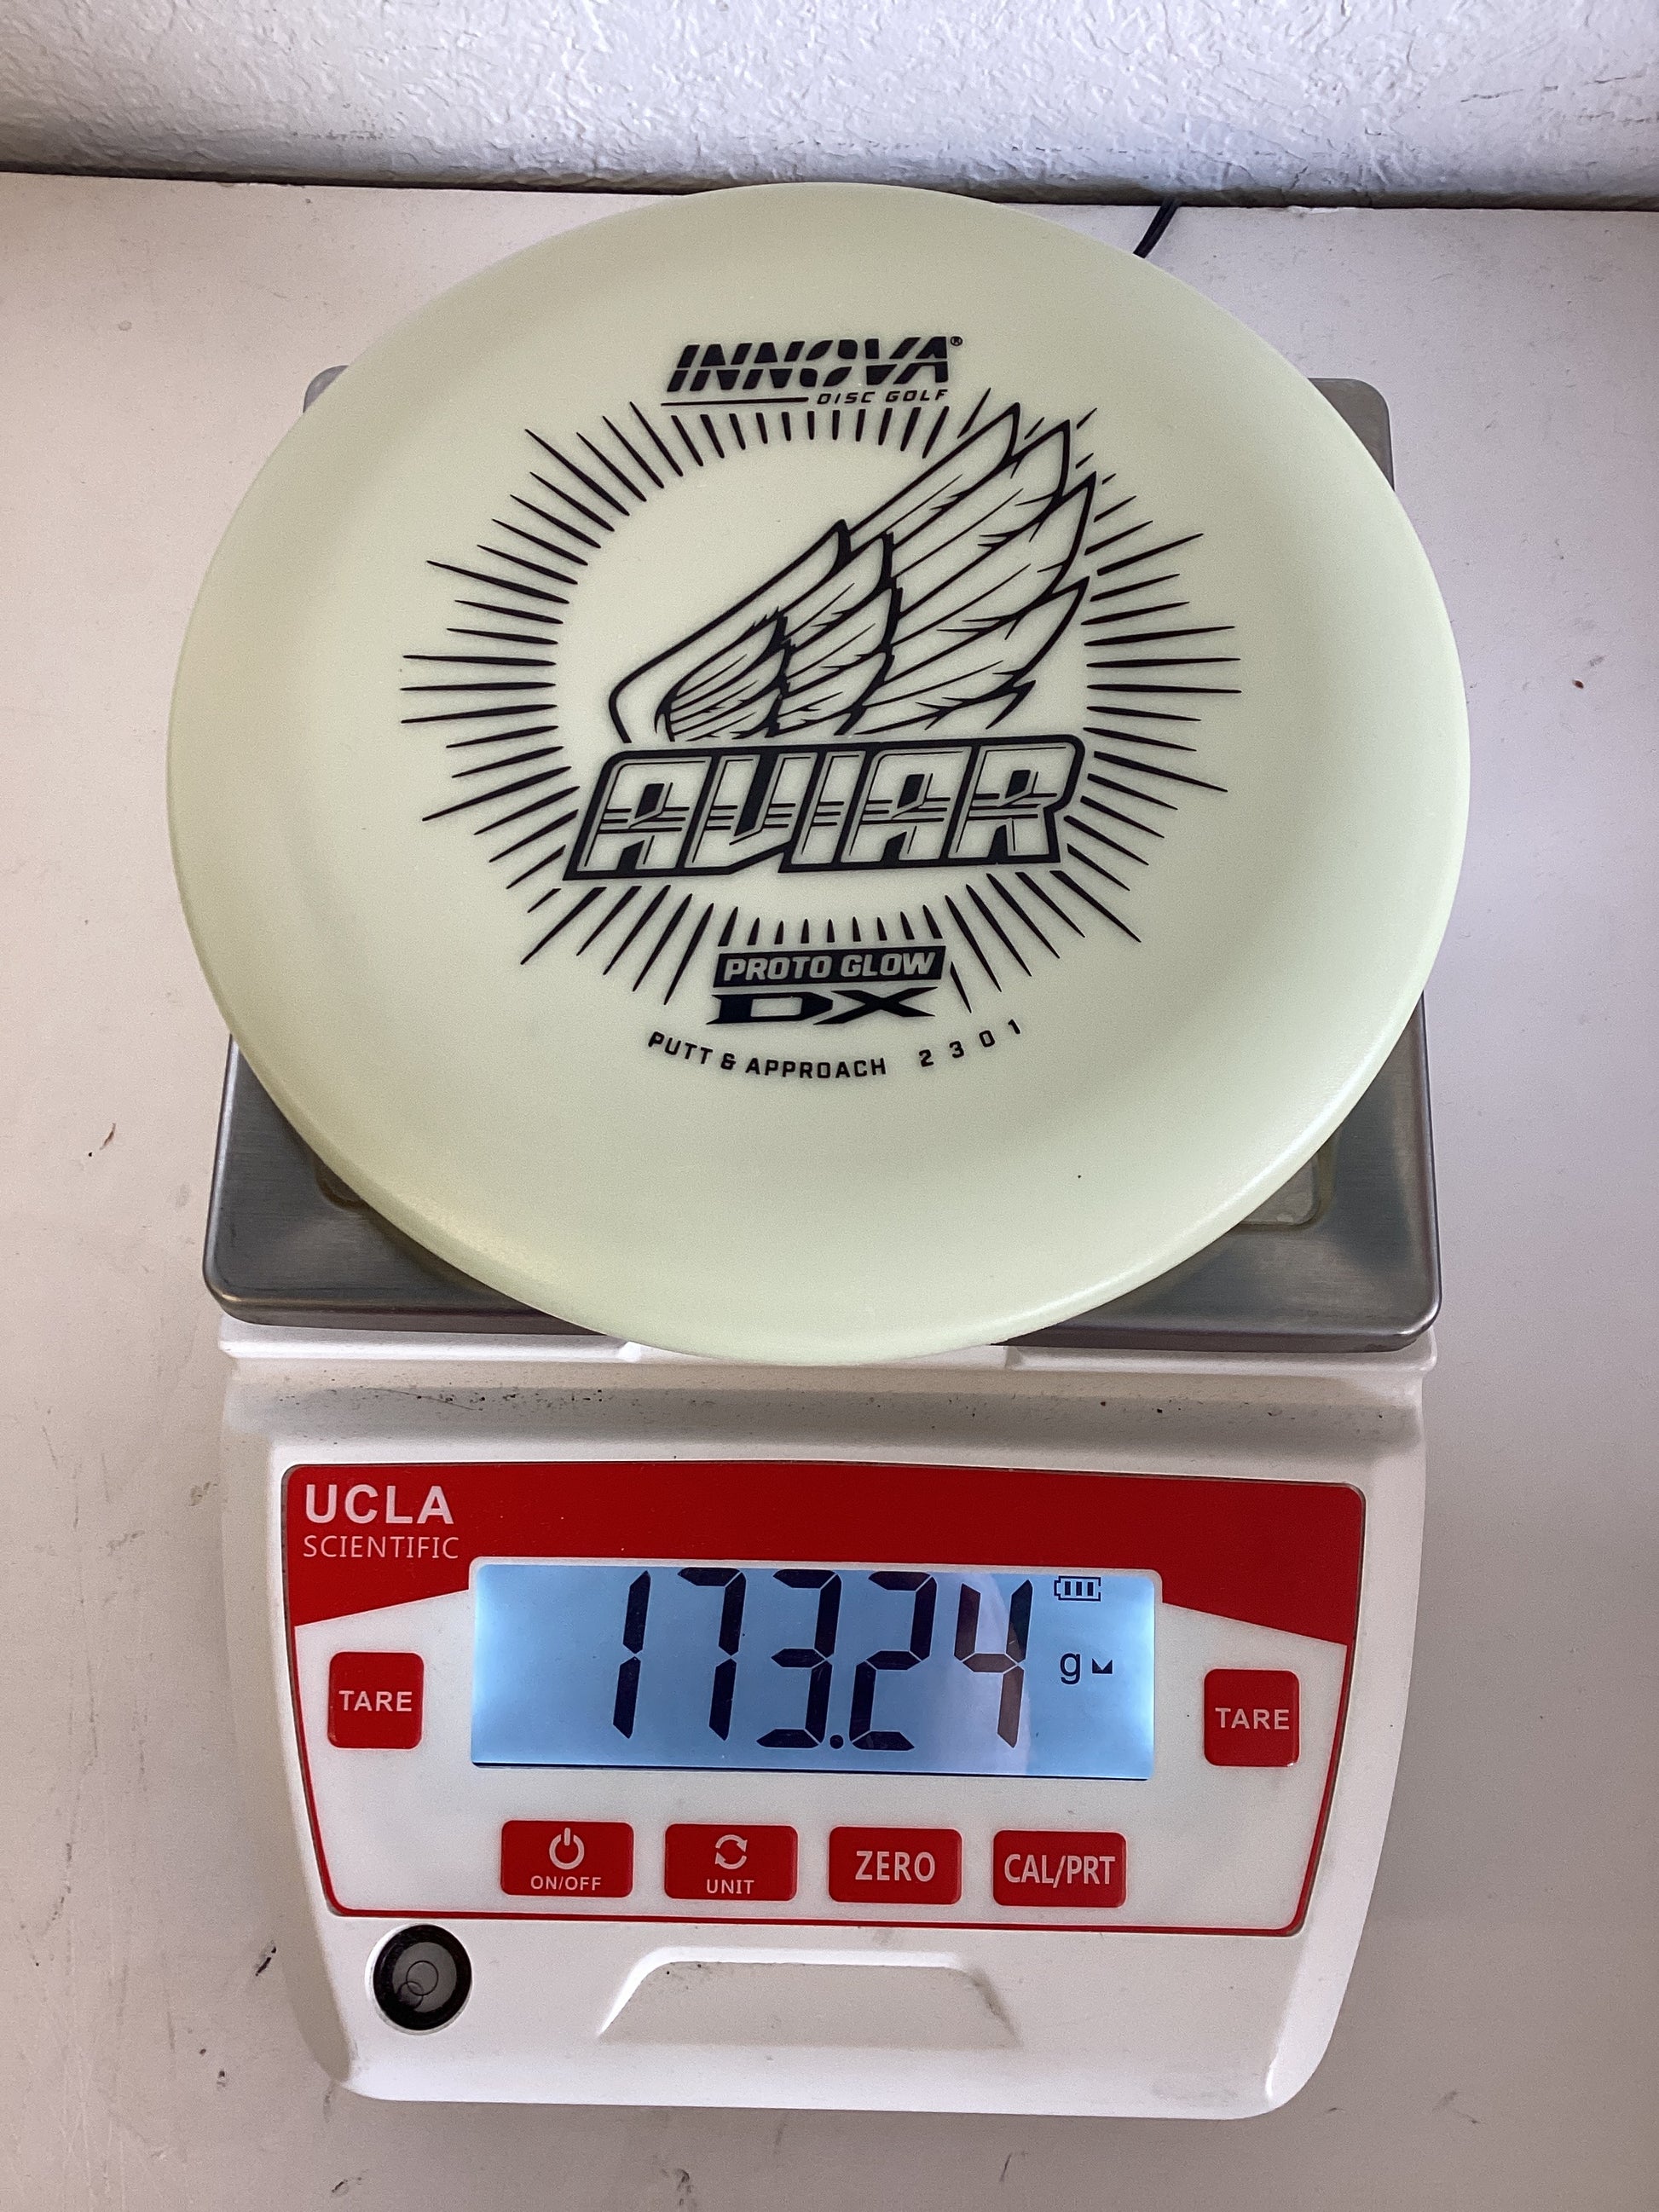 INNOVA®
DISC GOLF
AVIAR
PROTO GLOW
DX
PUTT & APPROACH 2 3 0 1
UCLA
SCIENTIFIC
173.24 g
TARE
TARE
ON/OFF
UNIT
ZERO
CAL/PRT